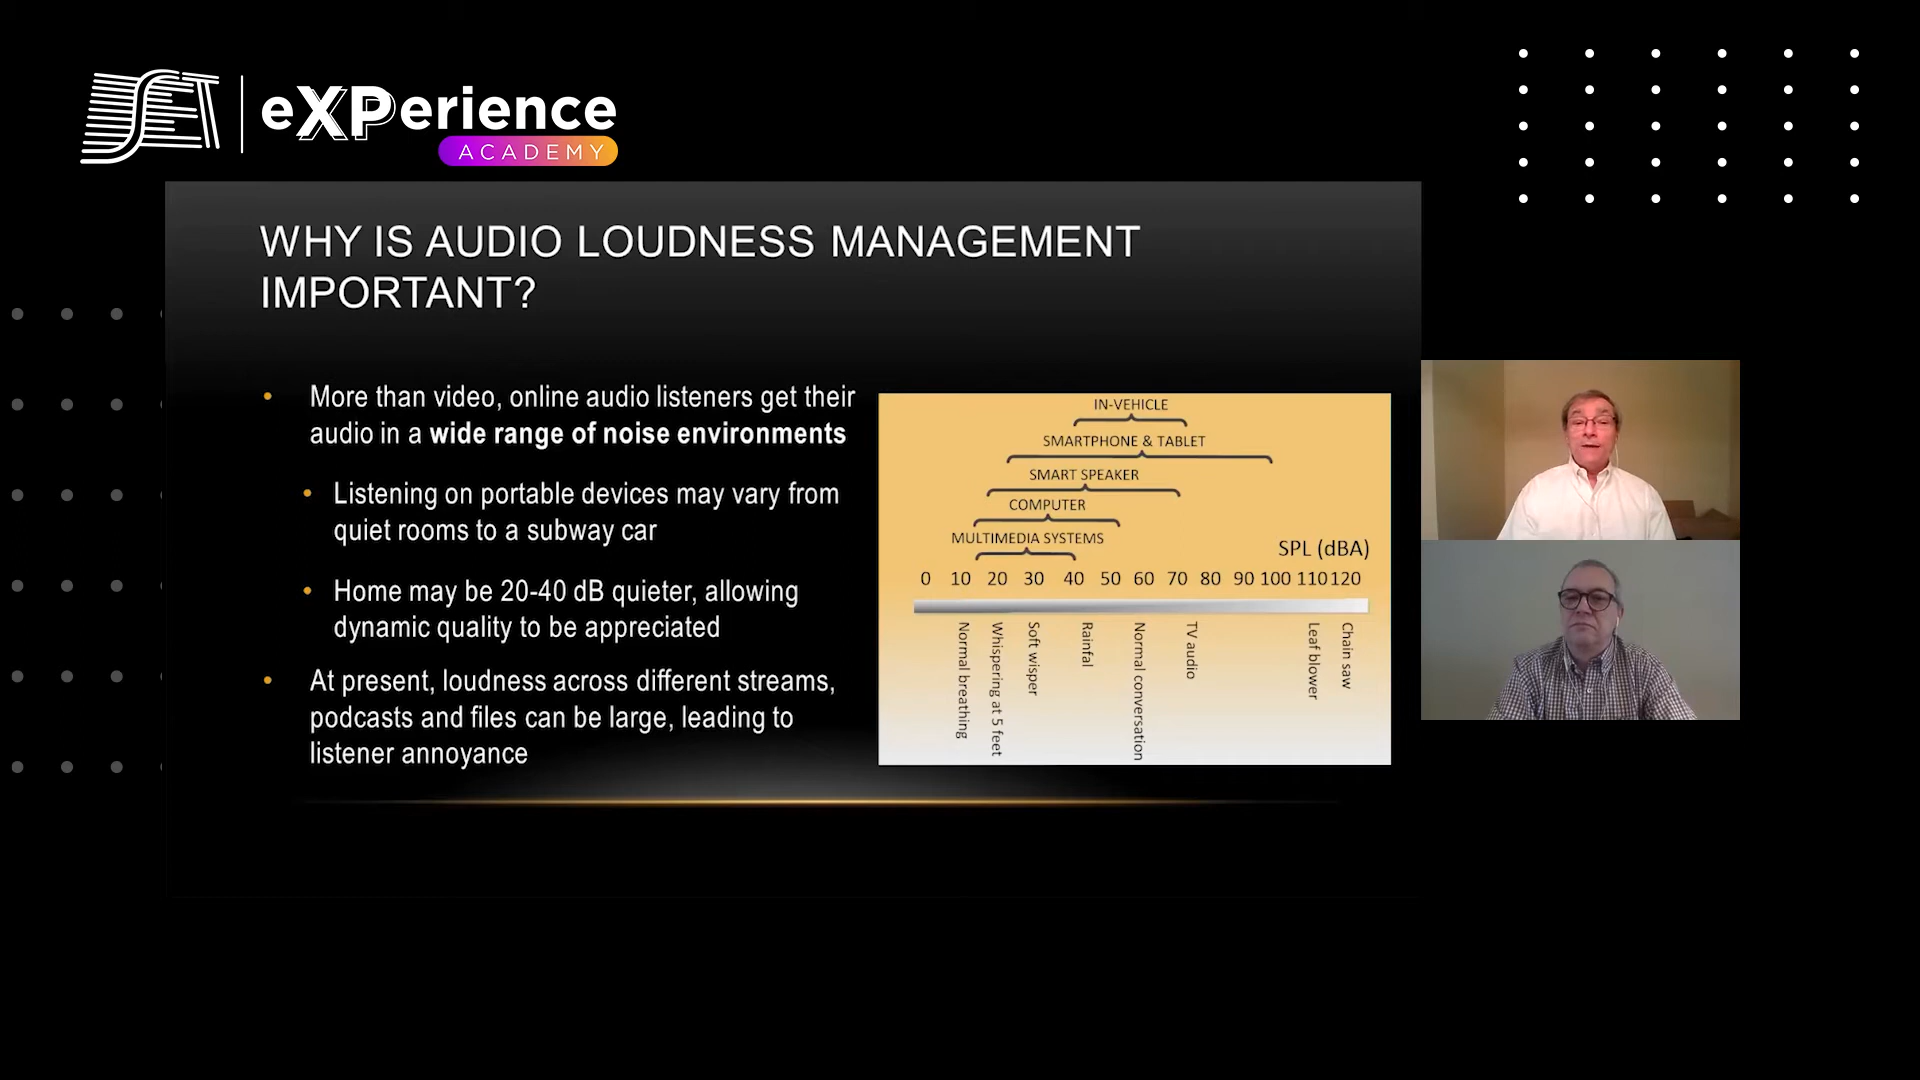 SET
eXPerience
ACADEMY
WHY IS AUDIO LOUDNESS MANAGEMENT
IMPORTANT?
• More than video, online audio listeners get their
audio in a wide range of noise environments
• Listening on portable devices may vary from
quiet rooms to a subway car
• Home may be 20-40 dB quieter, allowing
dynamic quality to be appreciated
• At present, loudness across different streams,
podcasts and files can be large, leading to
listener annoyance
IN-VEHICLE
SMARTPHONE & TABLET
SMART SPEAKER
COMPUTER
MULTIMEDIA SYSTEMS
SPL (dBA)
0 10 20 30 40 50 60 70 80 90 100 110 120
Normal breathing
Whispering at 5 feet
Soft wisper
Rainfal
Normal conversation
TV audio
Leaf blower
Chain saw